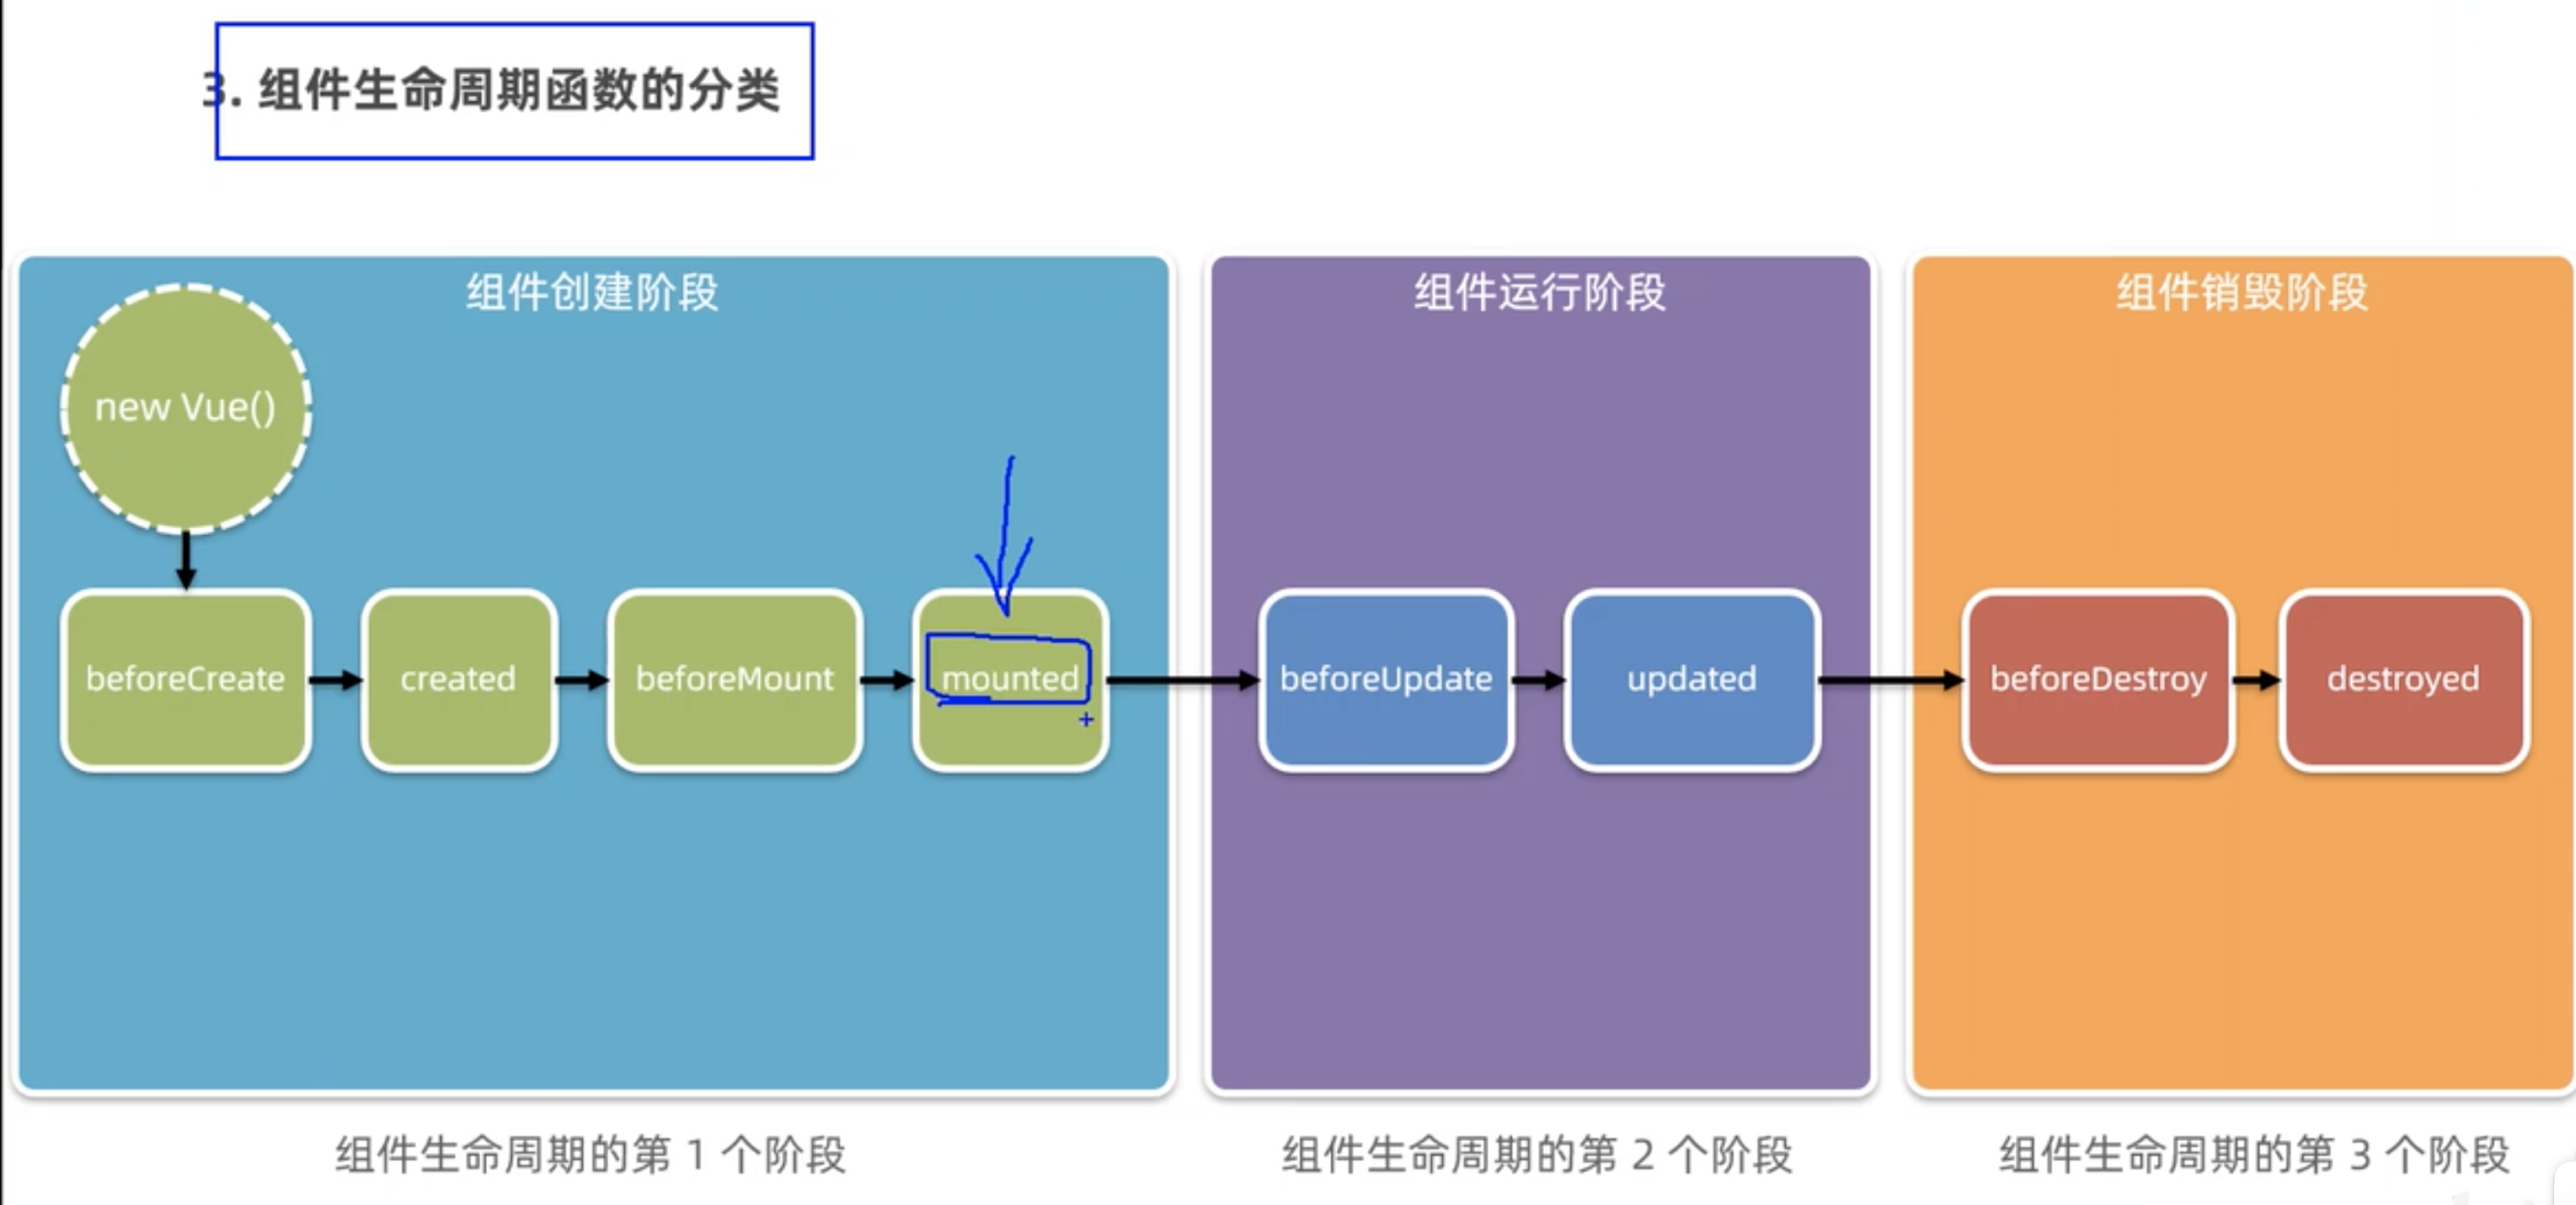 3. 组件生命周期函数的分类
组件创建阶段
new Vue()
beforeCreate
created
beforeMount
mounted
组件生命周期的第 1 个阶段
组件运行阶段
beforeUpdate
updated
组件生命周期的第 2 个阶段
组件销毁阶段
beforeDestroy
destroyed
组件生命周期的第 3 个阶段